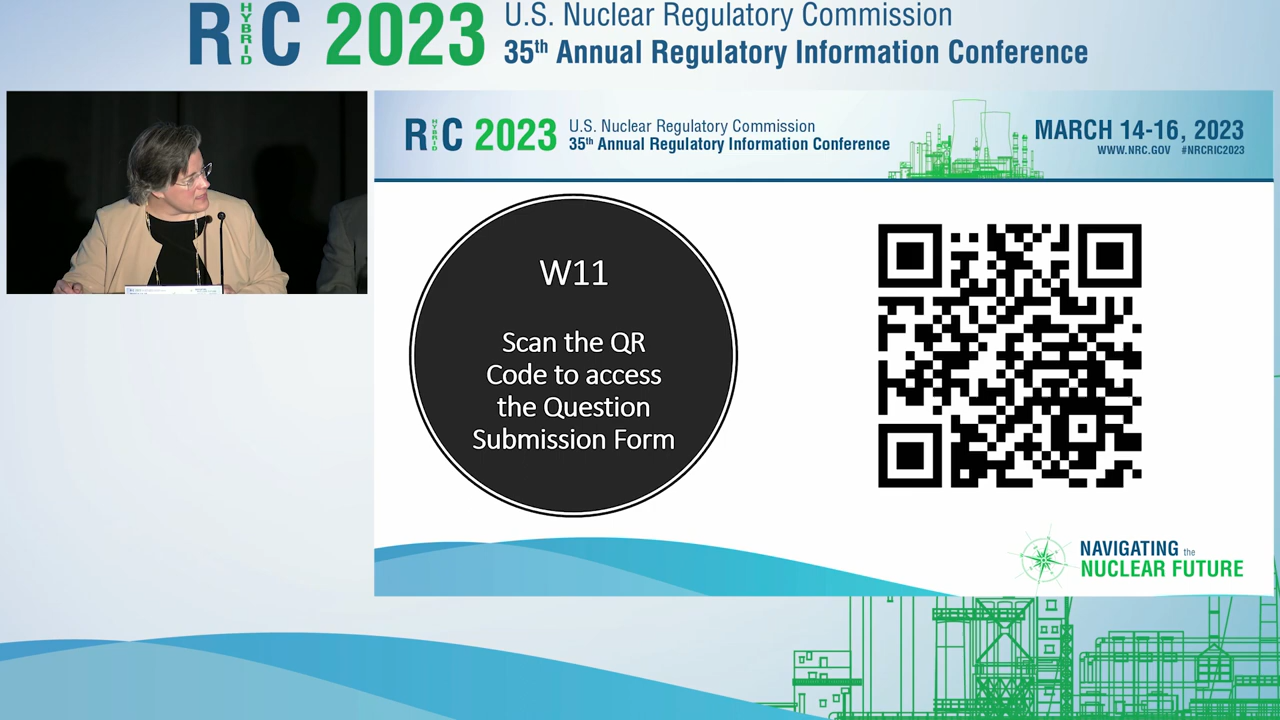 RIC 2023
HYBRID
U.S. Nuclear Regulatory Commission
35th Annual Regulatory Information Conference
RIC 2023
HYBRID
U.S. Nuclear Regulatory Commission
35th Annual Regulatory Information Conference
MARCH 14-16, 2023
WWW.NRC.GOV #NRCRIC2023
W11
Scan the QR
Code to access
the Question
Submission Form
NAVIGATING the
NUCLEAR FUTURE